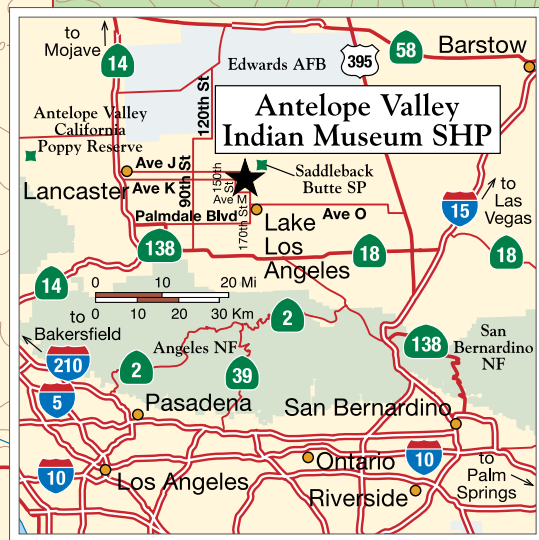 to
Mojave
14
58
Barstow
Edwards AFB
395
120th St
Antelope Valley
Indian Museum SHP
Antelope Valley
California
Poppy Reserve
Ave J
Lancaster
Ave K
90th St
150th
St
Saddleback
Butte SP
Ave M
Palmdale Blvd
170th St
Lake
Los
Angeles
Ave O
15
to
Las
Vegas
138
18
18
14
0 10 20 Mi
0 10 20 30 Km
to
Bakersfield
2
Angeles NF
138
San
Bernardino
NF
210
2
39
5
Pasadena
San Bernardino
10
Los Angeles
Ontario
10
Riverside
to
Palm
Springs